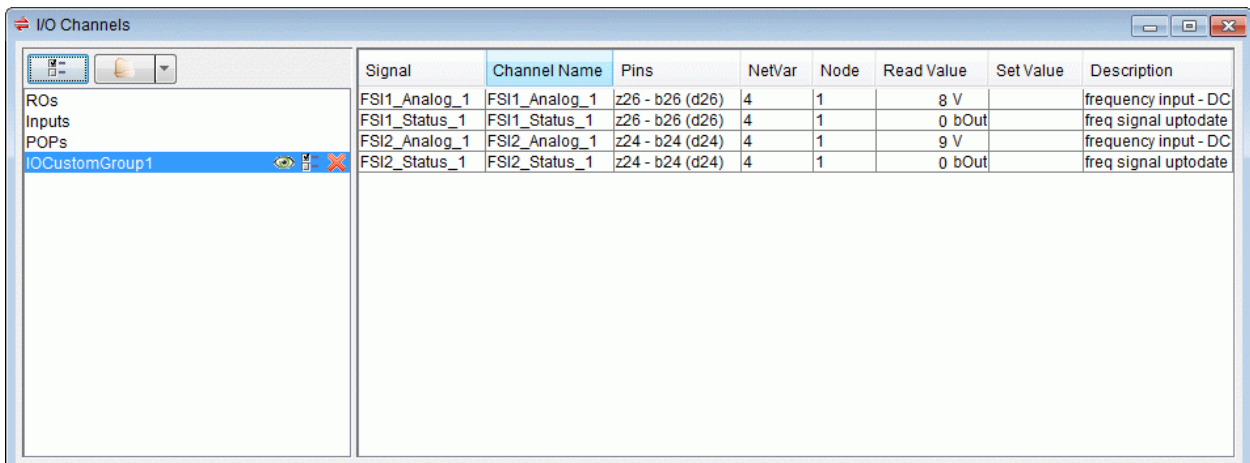 I/O Channels
Signal Channel Name Pins NetVar Node Read Value Set Value Description
ROs
Inputs
POPs
IOCustomGroup1
FSI1_Analog_1 FSI1_Analog_1 z26 - b26 (d26) 4 1 8 V frequency input - DC
FSI1_Status_1 FSI1_Status_1 z26 - b26 (d26) 4 1 0 bOut freq signal uptodate
FSI2_Analog_1 FSI2_Analog_1 z24 - b24 (d24) 4 1 9 V frequency input - DC
FSI2_Status_1 FSI2_Status_1 z24 - b24 (d24) 4 1 0 bOut freq signal uptodate